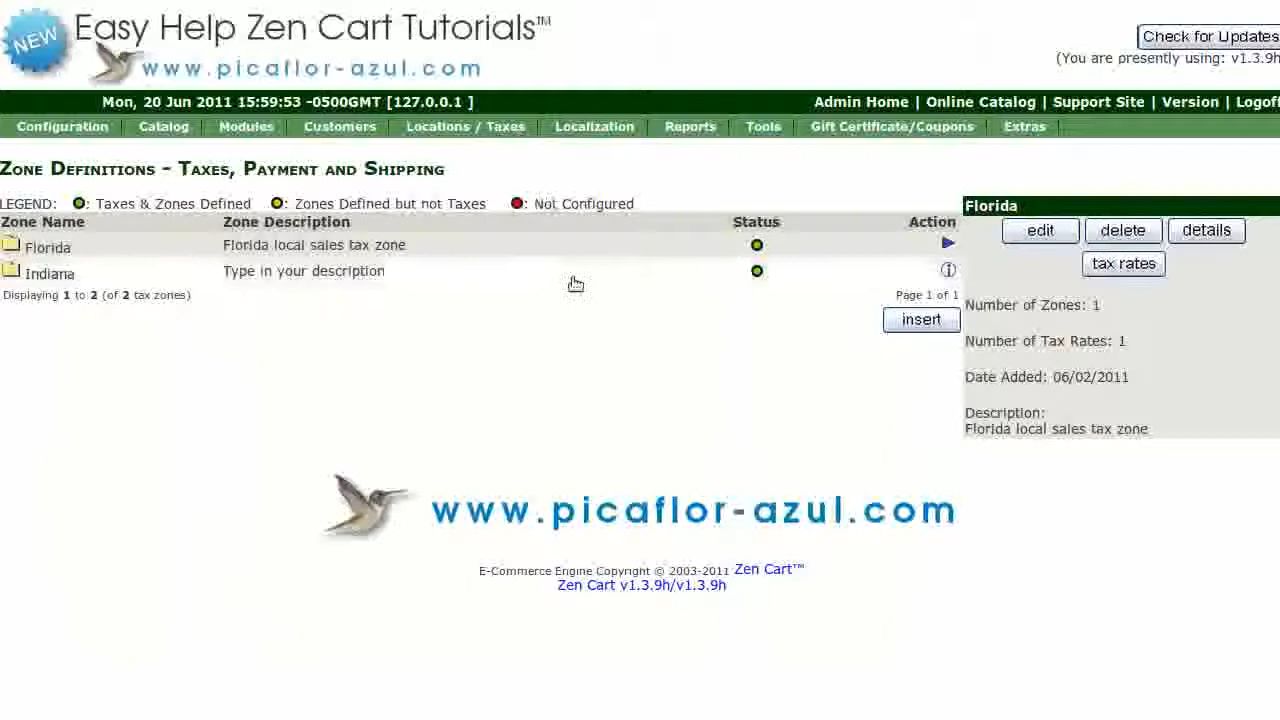 NEW
Easy Help Zen Cart Tutorials™
www.picaflor-azul.com
Check for Updates
(You are presently using: v1.3.9h
Mon, 20 Jun 2011 15:59:53 -0500GMT [127.0.0.1 ]
Admin Home | Online Catalog | Support Site | Version | Logoff
Configuration Catalog Modules Customers Locations / Taxes Localization Reports Tools Gift Certificate/Coupons Extras
Zone Definitions - Taxes, Payment and Shipping
LEGEND: : Taxes & Zones Defined : Zones Defined but not Taxes : Not Configured
Zone Name Zone Description Status Action
Florida Florida local sales tax zone
Indiana Type in your description
Displaying 1 to 2 (of 2 tax zones) Page 1 of 1
insert
Florida
edit delete details
tax rates
Number of Zones: 1
Number of Tax Rates: 1
Date Added: 06/02/2011
Description:
Florida local sales tax zone
www.picaflor-azul.com
E-Commerce Engine Copyright © 2003-2011 Zen Cart™
Zen Cart v1.3.9h/v1.3.9h